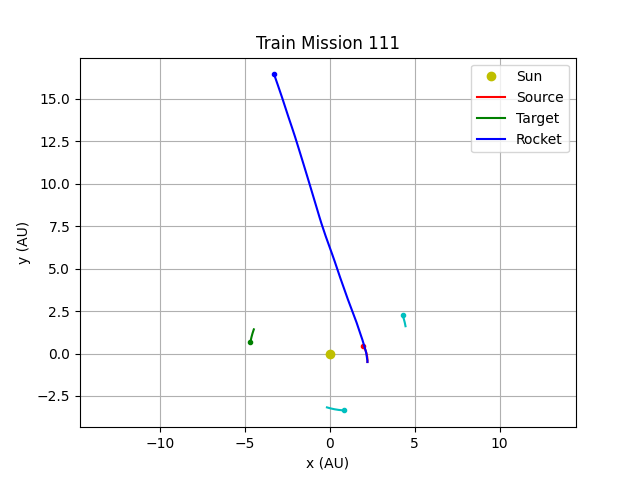 Train Mission 111
Sun
Source
Target
Rocket
15.0
12.5
10.0
7.5
5.0
2.5
0.0
−2.5
y (AU)
−10
−5
0
5
10
x (AU)